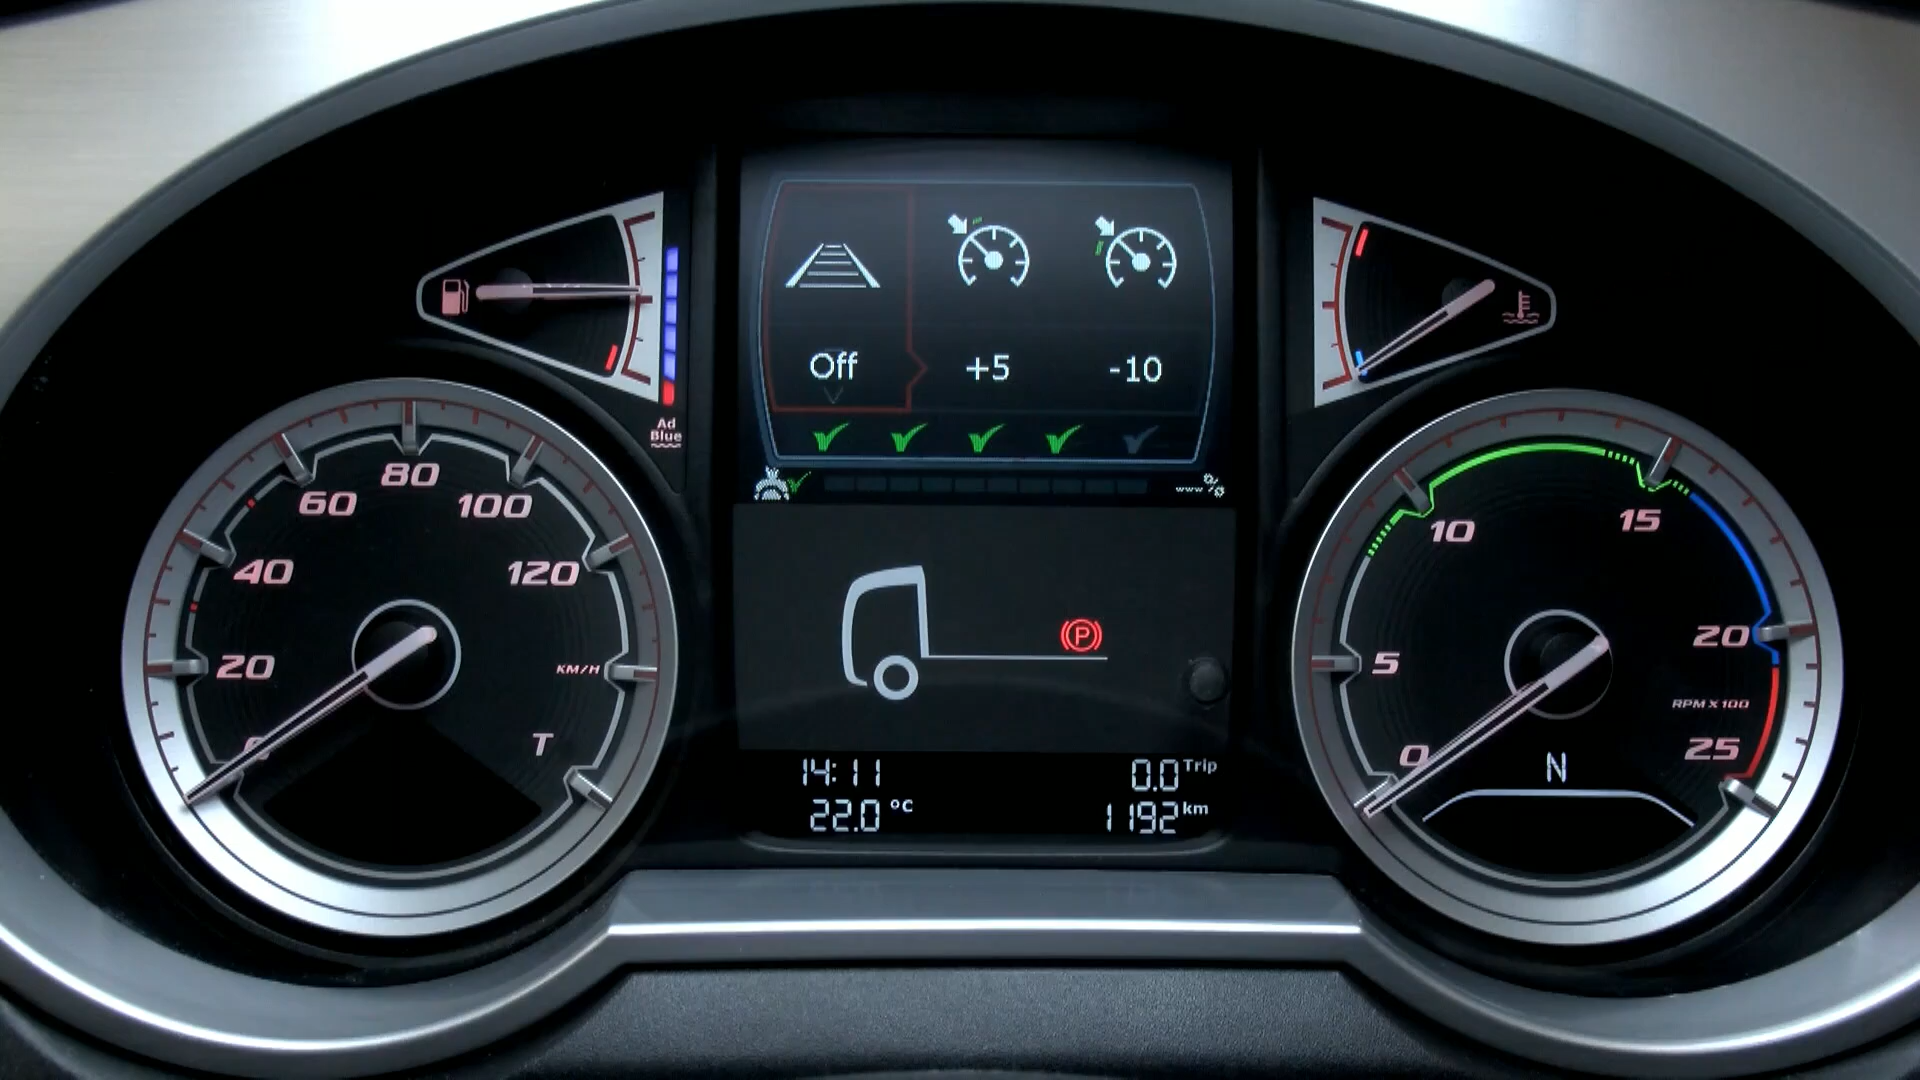 Off +5 -10
Ad
Blue
0 20 40 60 80 100 120
KM/H
T
P
14:11 0.0 Trip
22.0 °C 1192 km
0 5 10 15 20 25
RPM X 100
N